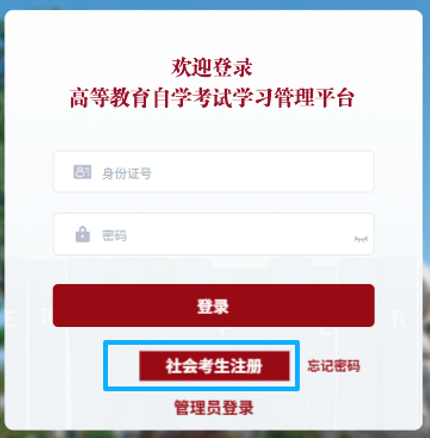 欢迎登录
高等教育自学考试学习管理平台
身份证号
密码
登录
社会考生注册 忘记密码
管理员登录